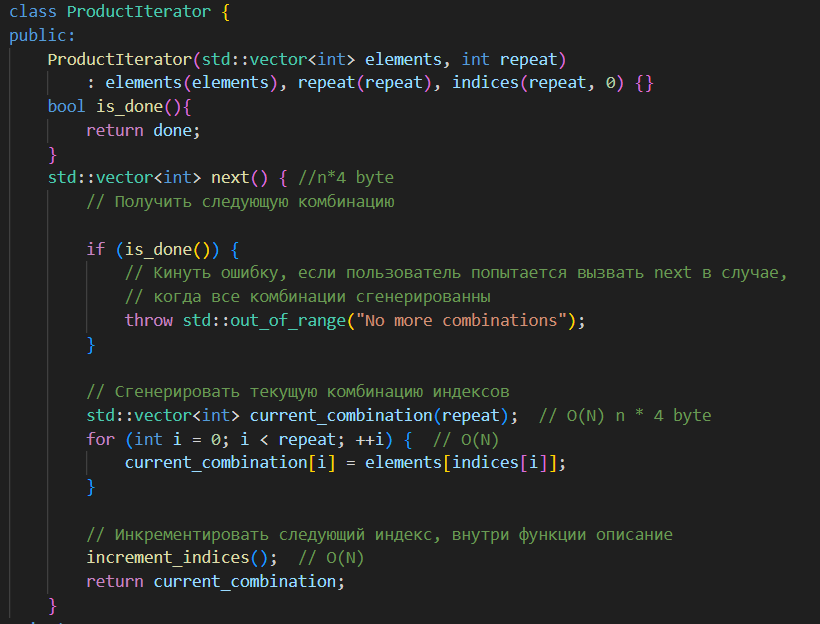 class ProductIterator {
public:
    ProductIterator(std::vector<int> elements, int repeat)
        : elements(elements), repeat(repeat), indices(repeat, 0) {}
    bool is_done(){
        return done;
    }
    std::vector<int> next() { //n*4 byte
        // Получить следующую комбинацию

        if (is_done()) {
            // Кинуть ошибку, если пользователь попытается вызвать next в случае,
            // когда все комбинации сгенерированны
            throw std::out_of_range("No more combinations");
        }

        // Сгенерировать текущую комбинацию индексов
        std::vector<int> current_combination(repeat);  // O(N) n * 4 byte
        for (int i = 0; i < repeat; ++i) {  // O(N)
            current_combination[i] = elements[indices[i]];
        }

        // Инкрементировать следующий индекс, внутри функции описание
        increment_indices();  // O(N)
        return current_combination;
    }